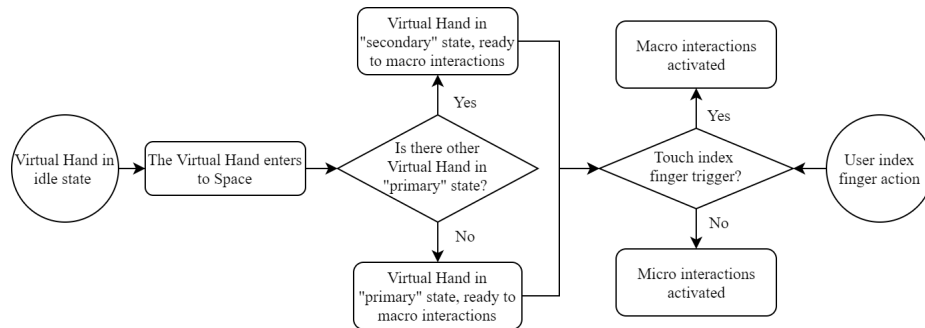 Virtual Hand in
idle state
The Virtual Hand enters
to Space
Is there other
Virtual Hand in
"primary" state?
Yes
Virtual Hand in
"secondary" state, ready
to macro interactions
No
Virtual Hand in
"primary" state, ready to
macro interactions
Touch index
finger trigger?
Yes
Macro interactions
activated
No
Micro interactions
activated
User index
finger action